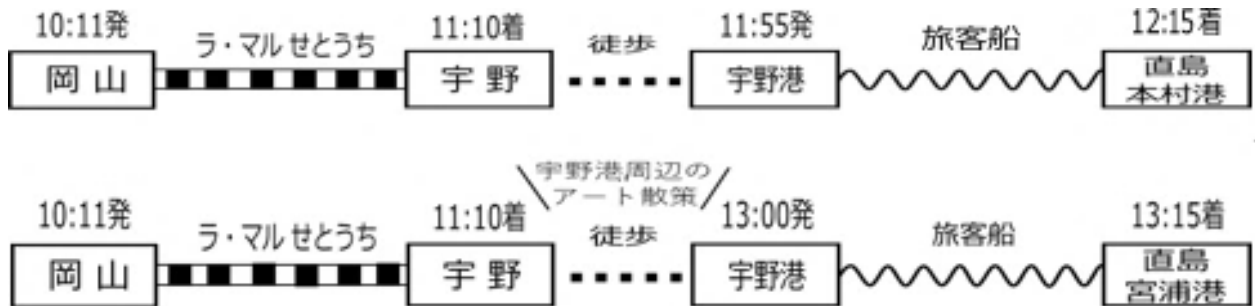 10:11発
ラ・マルせとうち
11:10着
徒歩
11:55発
旅客船
12:15着
岡山
宇野
宇野港
直島
本村港
宇野港周辺の
アート散策
10:11発
ラ・マルせとうち
11:10着
徒歩
13:00発
旅客船
13:15着
岡山
宇野
宇野港
直島
宮浦港